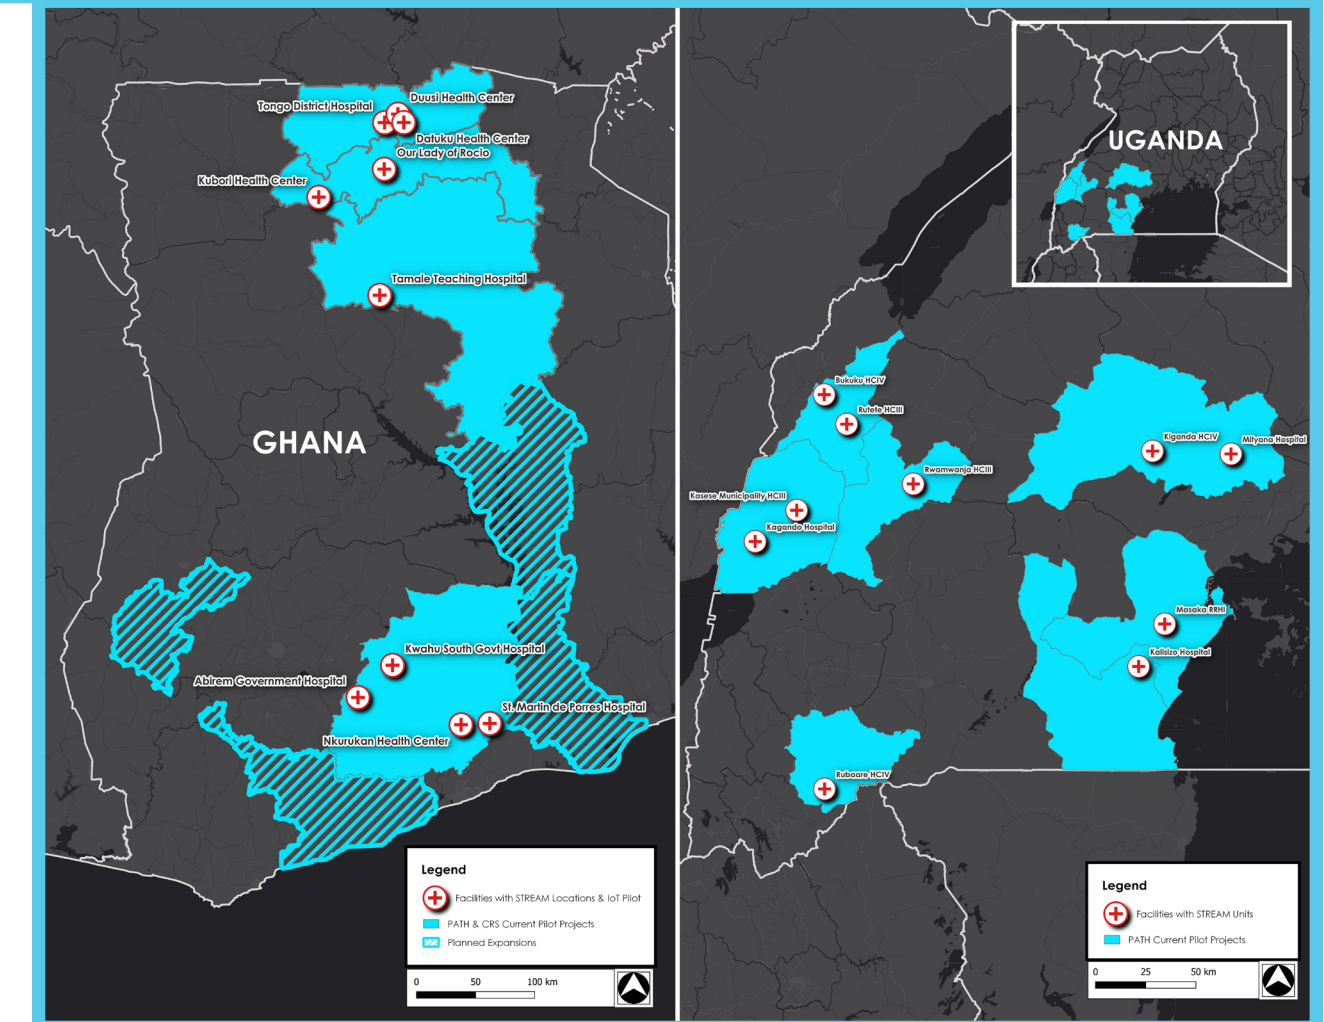 Tongo District Hospital
Duusi Health Center
Datuku Health Center
Our Lady of Rocio
Kubori Health Center
Tamale Teaching Hospital
GHANA
Kwahu South Govt Hospital
Abirem Government Hospital
St. Martin de Porres Hospital
Nkurukan Health Center
Legend
Facilities with STREAM Locations & IoT Pilot
PATH & CRS Current Pilot Projects
Planned Expansions
0 50 100 km
UGANDA
Bukuku HCIV
Rutete HCIII
Kiganda HCIV
Mityana Hospital
Rwamwanja HCIII
Kasese Municipality HCIII
Kagando Hospital
Masaka RRHI
Kalisizo Hospital
Rubaare HCIV
Legend
Facilities with STREAM Units
PATH Current Pilot Projects
0 25 50 km